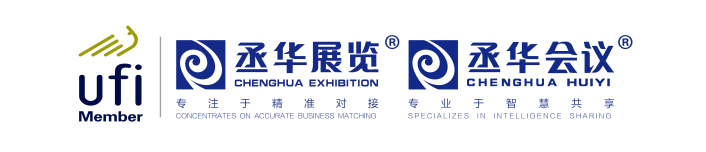 ufi
Member
丞华展览®
CHENGHUA EXHIBITION
专注于精准对接
CONCENTRATES ON ACCURATE BUSINESS MATCHING
丞华会议®
CHENGHUA HUIYI
专业于智慧共享
SPECIALIZES IN INTELLIGENCE SHARING